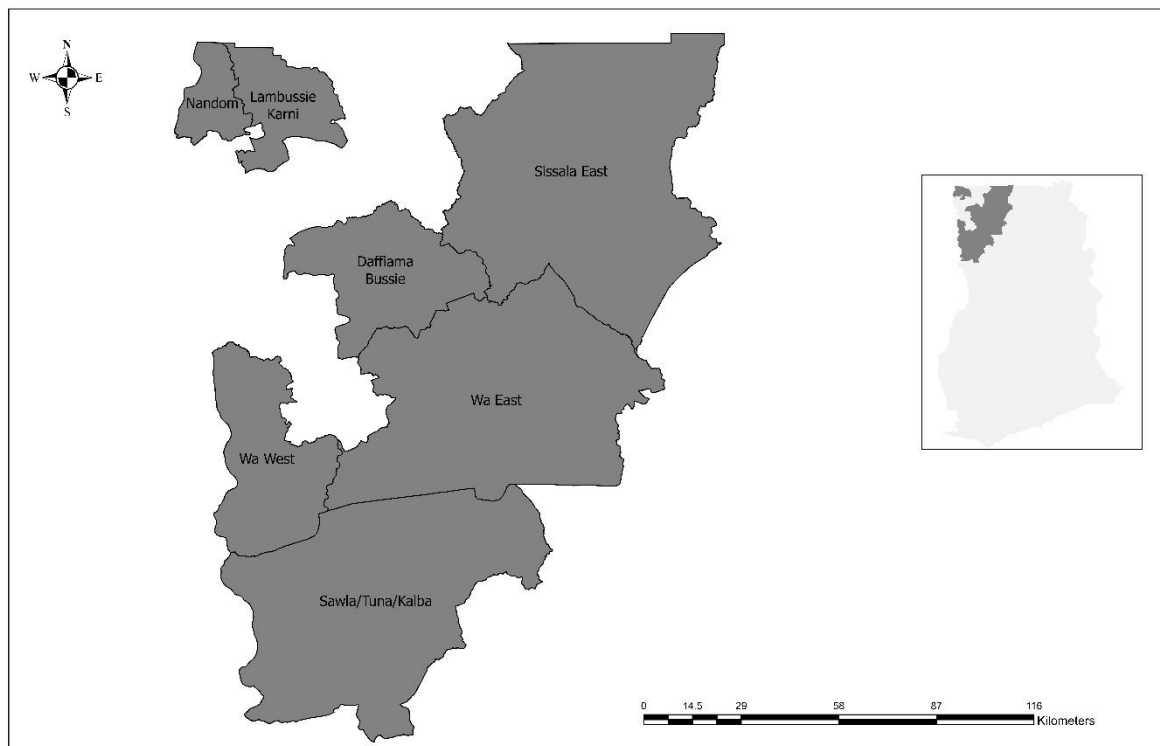 N
W E
S
Nandom
Lambussie
Karni
Sissala East
Daffiama
Bussie
Wa East
Wa West
Sawla/Tuna/Kalba
0 14.5 29 58 87 116
Kilometers